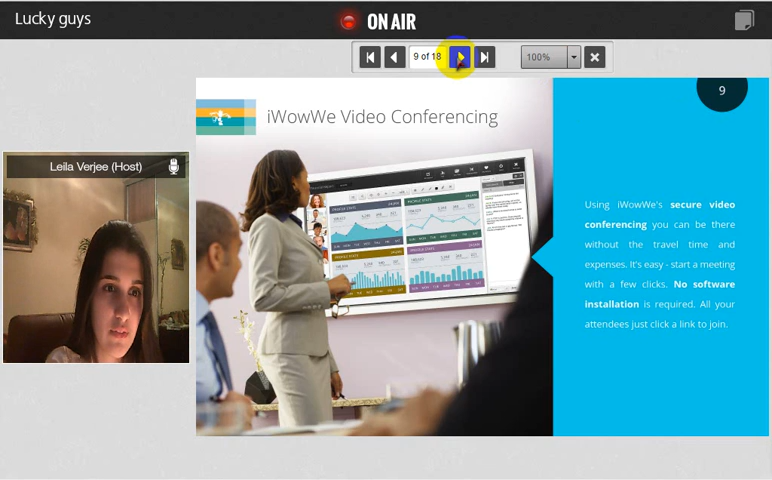 Lucky guys
ON AIR
9 of 18
100%
9
iWowWe Video Conferencing
Leila Verjee (Host)
Using iWowWe's secure video
conferencing you can be there
without the travel time and
expenses. It's easy - start a meeting
with a few clicks. No software
installation is required. All your
attendees just click a link to join.